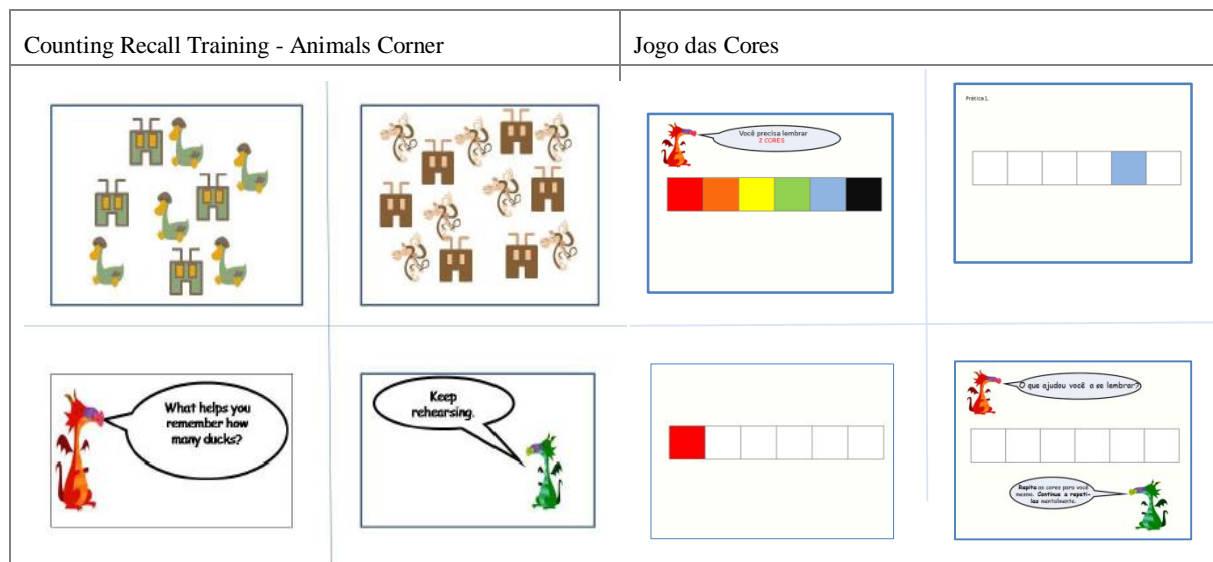 Counting Recall Training - Animals Corner
Jogo das Cores
Você precisa lembrar
2 CORES
Prática 1.
What helps you
remember how
many ducks?
Keep
rehearsing.
O que ajudou você a se lembrar?
Repita as cores para você
mesmo. Continue a repeti-
las mentalmente.